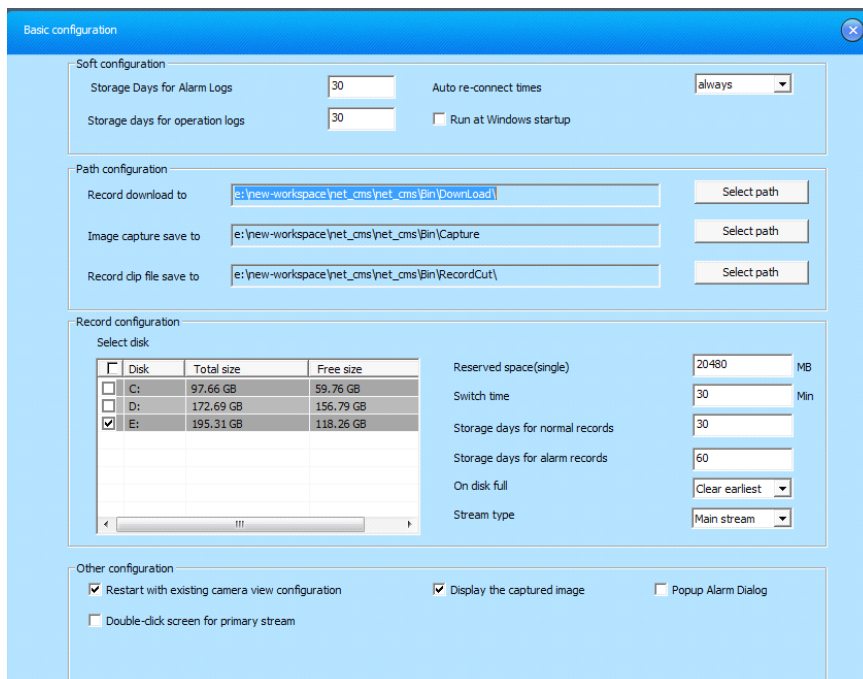 Basic configuration
Soft configuration
Storage Days for Alarm Logs 30 Auto re-connect times always
Storage days for operation logs 30 Run at Windows startup
Path configuration
Record download to e:\new-workspace\net_cms\net_cms\Bin\DownLoad\ Select path
Image capture save to e:\new-workspace\net_cms\net_cms\Bin\Capture Select path
Record clip file save to e:\new-workspace\net_cms\net_cms\Bin\RecordCut\ Select path
Record configuration
Select disk
Disk Total size Free size
C: 97.66 GB 59.76 GB
D: 172.69 GB 156.79 GB
E: 195.31 GB 118.26 GB
Reserved space(single) 20480 MB
Switch time 30 Min
Storage days for normal records 30
Storage days for alarm records 60
On disk full Clear earliest
Stream type Main stream
Other configuration
Restart with existing camera view configuration Display the captured image Popup Alarm Dialog
Double-click screen for primary stream